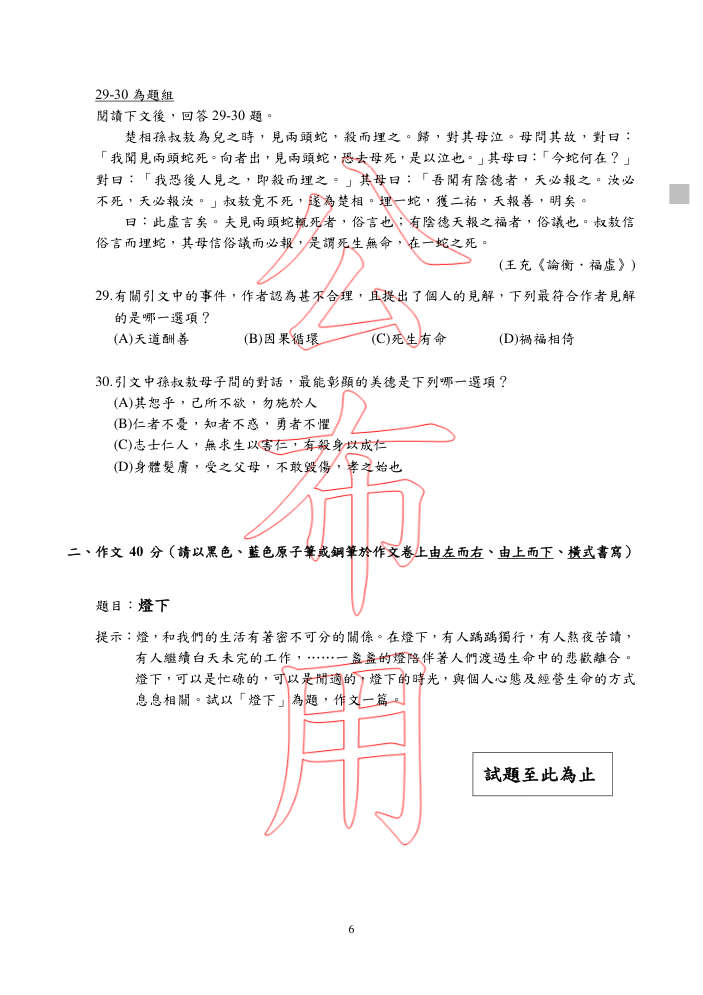 29-30 為題組
閱讀下文後，回答 29-30 題。
楚相孫叔敖為兒之時，見兩頭蛇，殺而埋之。歸，對其母泣。母問其故，對曰：
「我聞見兩頭蛇死。向者出，見兩頭蛇，恐去母死，是以泣也。」其母曰：「今蛇何在？」
對曰：「我恐後人見之，即殺而埋之。」其母曰：「吾聞有陰德者，天必報之。汝必
不死，天必報汝。」叔敖竟不死，遂為楚相。埋一蛇，獲二祐，天報善，明矣。
曰：此虛言矣。夫見兩頭蛇輒死者，俗言也；有陰德天報之福者，俗議也。叔敖信
俗言而埋蛇，其母信俗議而必報，是謂死生無命，在一蛇之死。
(王充《論衡．福虛》)
29.有關引文中的事件，作者認為甚不合理，且提出了個人的見解，下列最符合作者見解
的是哪一選項？
(A)天道酬善 (B)因果循環 (C)死生有命 (D)禍福相倚
30.引文中孫叔敖母子間的對話，最能彰顯的美德是下列哪一選項？
(A)其恕乎，己所不欲，勿施於人
(B)仁者不憂，知者不惑，勇者不懼
(C)志士仁人，無求生以害仁，有殺身以成仁
(D)身體髮膚，受之父母，不敢毀傷，孝之始也
二、作文 40 分（請以黑色、藍色原子筆或鋼筆於作文卷上由左而右、由上而下、橫式書寫）
題目：燈下
提示：燈，和我們的生活有著密不可分的關係。在燈下，有人踽踽獨行，有人熬夜苦讀，
有人繼續白天未完的工作，⋯⋯一盞盞的燈陪伴著人們渡過生命中的悲歡離合。
燈下，可以是忙碌的，可以是閒適的，燈下的時光，與個人心態及經營生命的方式
息息相關。試以「燈下」為題，作文一篇。
試題至此為止
公布用
6